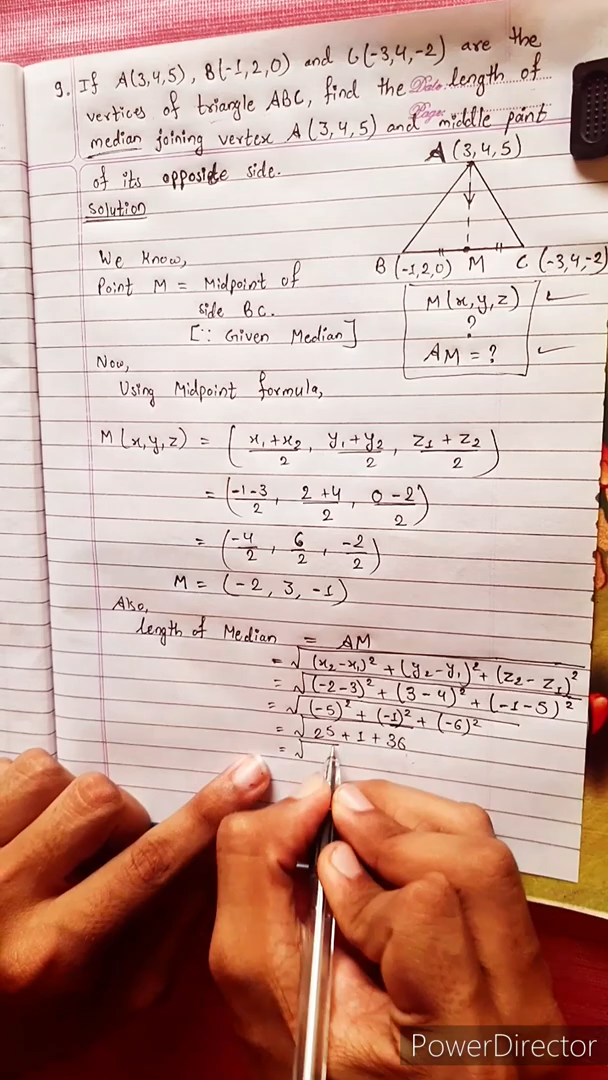 9. If A(3,4,5), B(-1,2,0) and C(-3,4,-2) are the
vertices of triangle ABC, find the length of
Date:
median joining vertex A(3,4,5) and middle point
Page:
of its opposite side.
Solution
A(3,4,5)
B(-1,2,0) M C(-3,4,-2)
We Know,
Point M = Midpoint of
side BC.
[∵ Given Median]
M(x,y,z) ✓
?
AM = ? ✓
Now,
Using Midpoint formula,
M(x,y,z) = (x₁+x₂/2, y₁+y₂/2, z₁+z₂/2)
= (-1-3/2, 2+4/2, 0-2/2)
= (-4/2, 6/2, -2/2)
M = (-2, 3, -1)
Also,
length of Median = AM
= √(x₂-x₁)²+(y₂-y₁)²+(z₂-z₁)²
= √(-2-3)²+(3-4)²+(-1-5)²
= √(-5)²+(-1)²+(-6)²
= √25+1+36
= √
PowerDirector